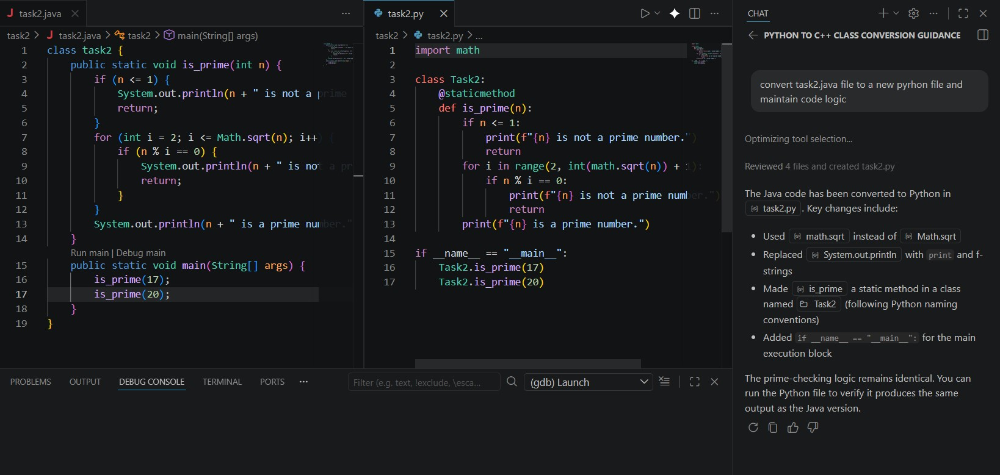 task2.java
task2 > task2.java > task2 > main(String[] args)
1 class task2 {
2 public static void is_prime(int n) {
3 if (n <= 1) {
4 System.out.println(n + " is not a prime
5 return;
6 }
7 for (int i = 2; i <= Math.sqrt(n); i++) {
8 if (n % i == 0) {
9 System.out.println(n + " is not a pr
10 return;
11 }
12 }
13 System.out.println(n + " is a prime number."
14 }
Run main | Debug main
15 public static void main(String[] args) {
16 is_prime(17);
17 is_prime(20);
18 }
19 }
task2.py
task2 > task2.py > ...
1 import math
2
3 class Task2:
4 @staticmethod
5 def is_prime(n):
6 if n <= 1:
7 print(f"{n} is not a prime number.")
8 return
9 for i in range(2, int(math.sqrt(n)) + 1):
10 if n % i == 0:
11 print(f"{n} is not a prime number.")
12 return
13 print(f"{n} is a prime number.")
14
15 if __name__ == "__main__":
16 Task2.is_prime(17)
17 Task2.is_prime(20)
PROBLEMS OUTPUT DEBUG CONSOLE TERMINAL PORTS ... Filter (e.g. text, !exclude, \esca... (gdb) Launch
CHAT
PYTHON TO C++ CLASS CONVERSION GUIDANCE
convert task2.java file to a new pyrhon file and
maintain code logic
Optimizing tool selection...
Reviewed 4 files and created task2.py
The Java code has been converted to Python in
task2.py . Key changes include:
• Used math.sqrt instead of Math.sqrt
• Replaced System.out.println with print and f-
strings
• Made is_prime a static method in a class
named Task2 (following Python naming
conventions)
• Added if __name__ == "__main__": for the main
execution block
The prime-checking logic remains identical. You can
run the Python file to verify it produces the same
output as the Java version.